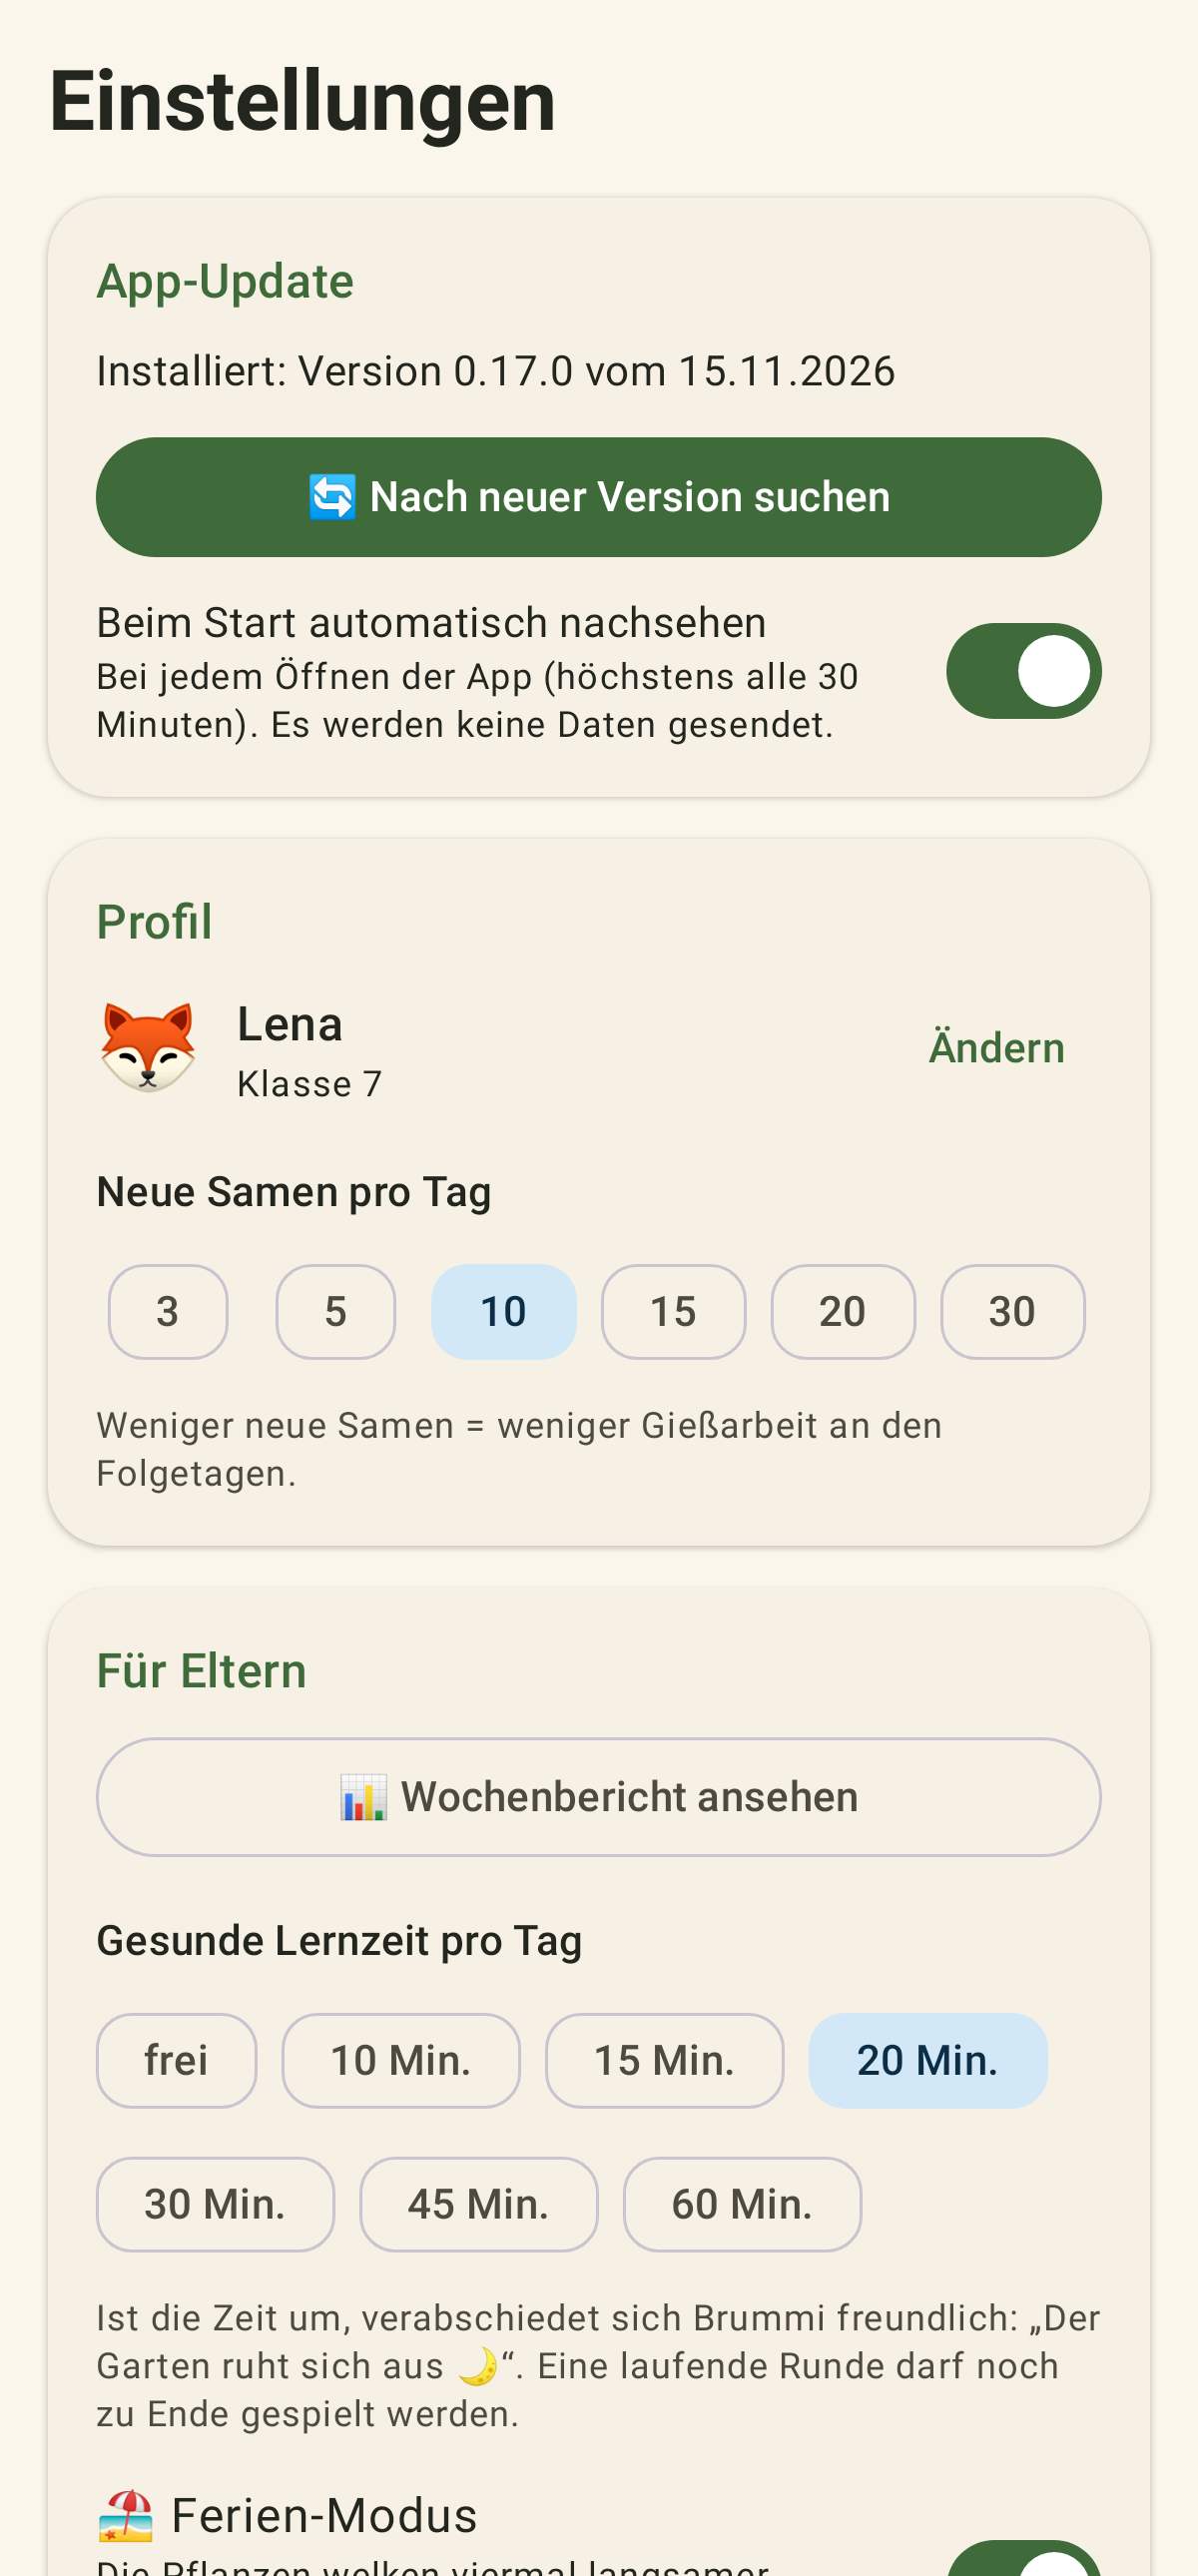 Einstellungen
App-Update
Installiert: Version 0.17.0 vom 15.11.2026
Nach neuer Version suchen
Beim Start automatisch nachsehen
Bei jedem Öffnen der App (höchstens alle 30
Minuten). Es werden keine Daten gesendet.
Profil
Lena
Klasse 7
Ändern
Neue Samen pro Tag
3 5 10 15 20 30
Weniger neue Samen = weniger Gießarbeit an den
Folgetagen.
Für Eltern
Wochenbericht ansehen
Gesunde Lernzeit pro Tag
frei 10 Min. 15 Min. 20 Min.
30 Min. 45 Min. 60 Min.
Ist die Zeit um, verabschiedet sich Brummi freundlich: „Der
Garten ruht sich aus 🌙“. Eine laufende Runde darf noch
zu Ende gespielt werden.
🏖️ Ferien-Modus
Die Pflanzen welken viermal langsamer